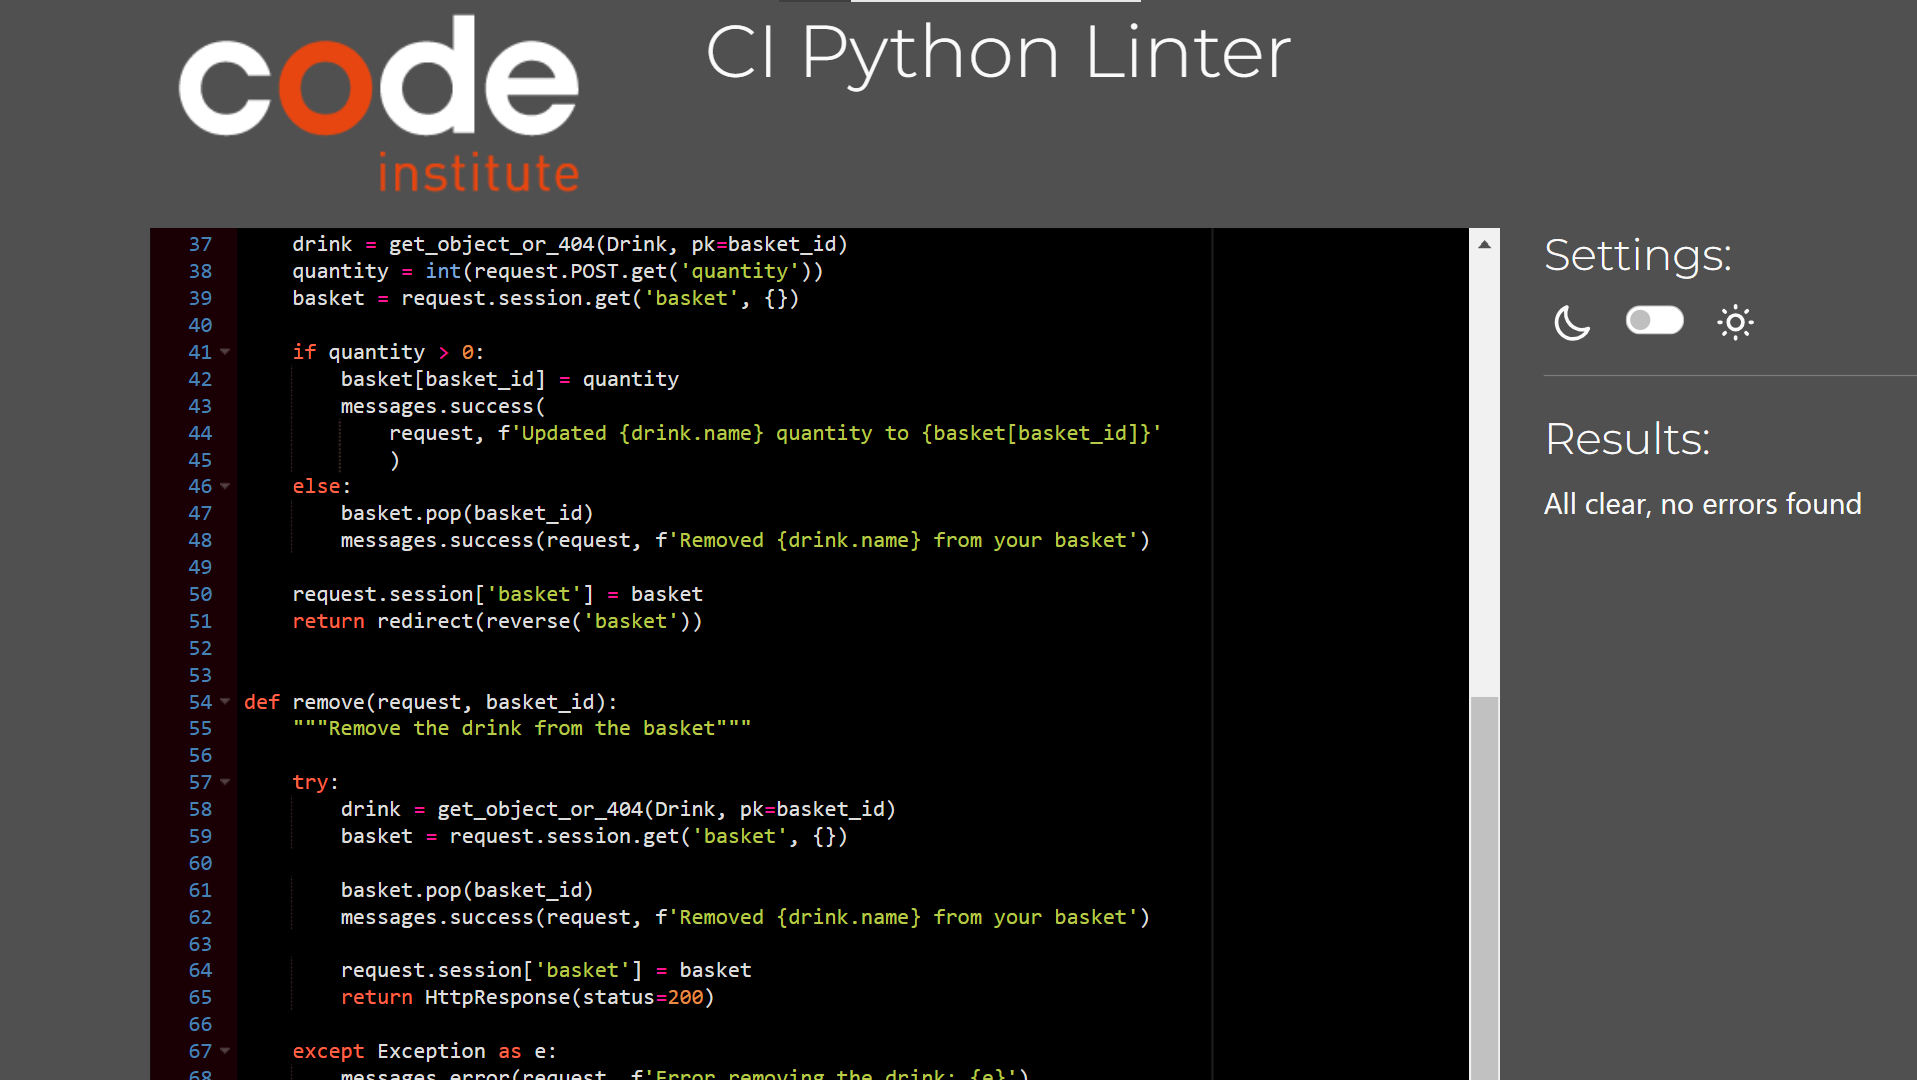 code
institute
CI Python Linter
37 drink = get_object_or_404(Drink, pk=basket_id)
38 quantity = int(request.POST.get('quantity'))
39 basket = request.session.get('basket', {})
40
41 if quantity > 0:
42 basket[basket_id] = quantity
43 messages.success(
44 request, f'Updated {drink.name} quantity to {basket[basket_id]}'
45 )
46 else:
47 basket.pop(basket_id)
48 messages.success(request, f'Removed {drink.name} from your basket')
49
50 request.session['basket'] = basket
51 return redirect(reverse('basket'))
52
53
54 def remove(request, basket_id):
55 """Remove the drink from the basket"""
56
57 try:
58 drink = get_object_or_404(Drink, pk=basket_id)
59 basket = request.session.get('basket', {})
60
61 basket.pop(basket_id)
62 messages.success(request, f'Removed {drink.name} from your basket')
63
64 request.session['basket'] = basket
65 return HttpResponse(status=200)
66
67 except Exception as e:
68 messages.error(request, f'Error removing the drink: {e}')
Settings:
Results:
All clear, no errors found